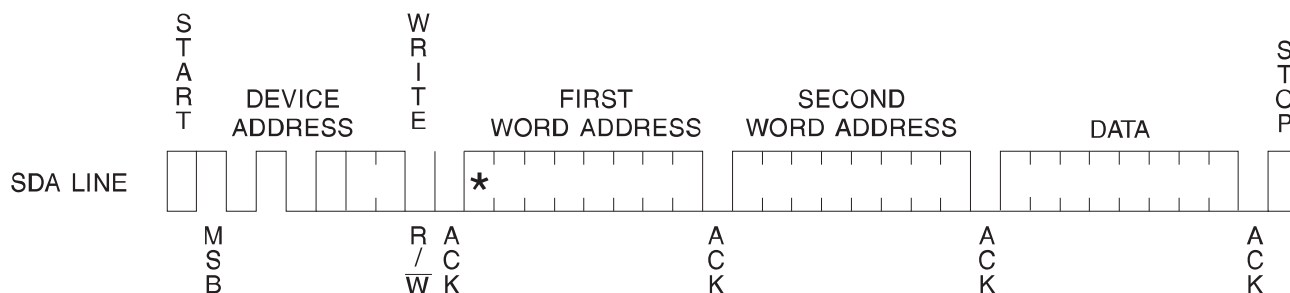 START
WRITE
STOP
DEVICE
ADDRESS
FIRST
WORD ADDRESS
SECOND
WORD ADDRESS
DATA
SDA LINE
*
MSB
R/W̅
ACK
ACK
ACK
ACK